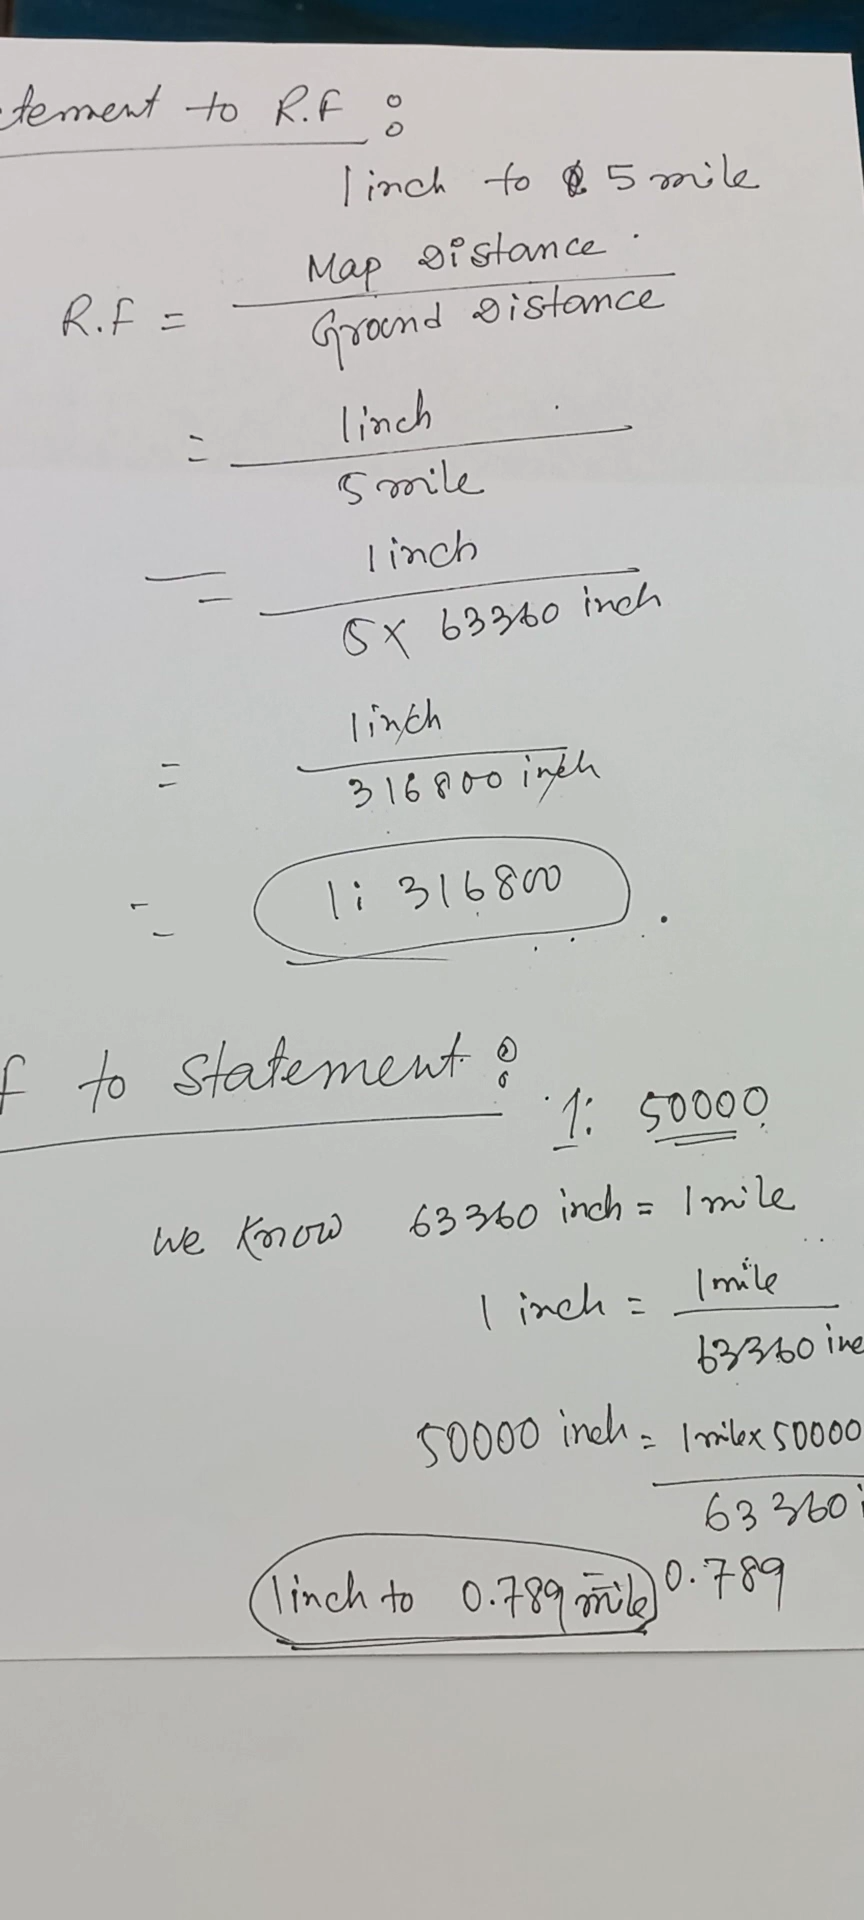 tement to R.F :
1 inch to 5 mile
R.F = Map Distance
Ground Distance
= 1 inch
5 mile
= 1 inch
5 x 63360 inch
= 1 inch
316800 inch
= 1: 316800
f to statement :
1: 50000
we know 63360 inch = 1 mile
1 inch = 1 mile
63360 inc
50000 inch = 1 mile x 50000
63360 i
1 inch to 0.789 mile 0.789